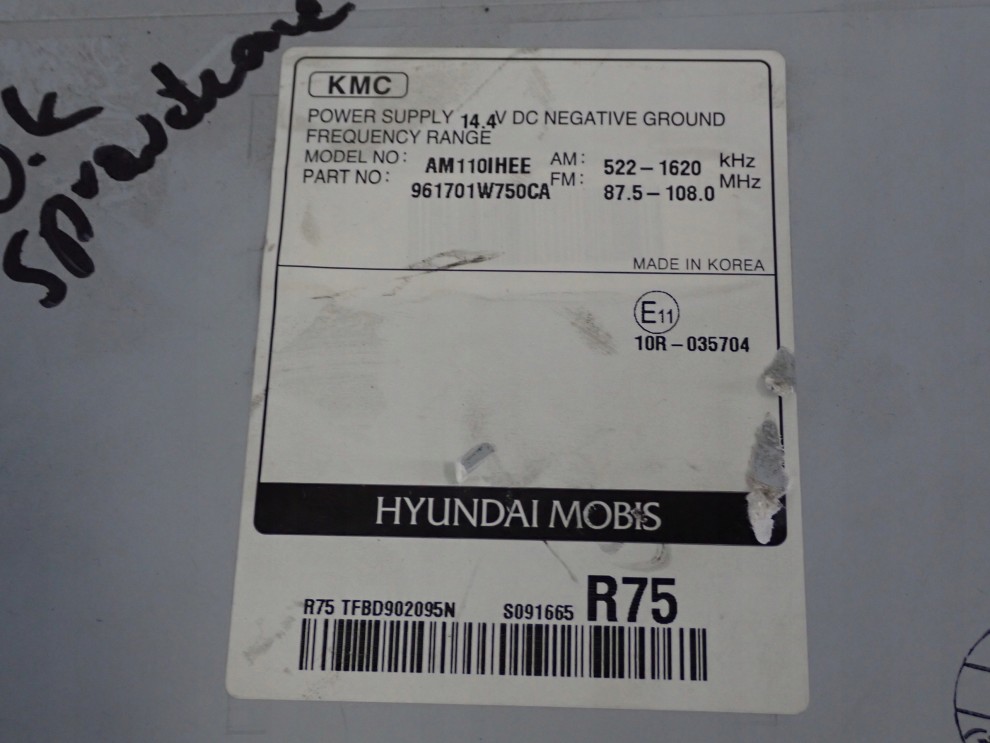 O.K
sprawdzone
KMC
POWER SUPPLY 14.4V DC NEGATIVE GROUND
FREQUENCY RANGE
MODEL NO: AM110IHEE AM: 522-1620 kHz
PART NO: 961701W750CA FM: 87.5-108.0 MHz
MADE IN KOREA
E11
10R-035704
HYUNDAI MOBIS
R75 TFBD902095N S091665 R75